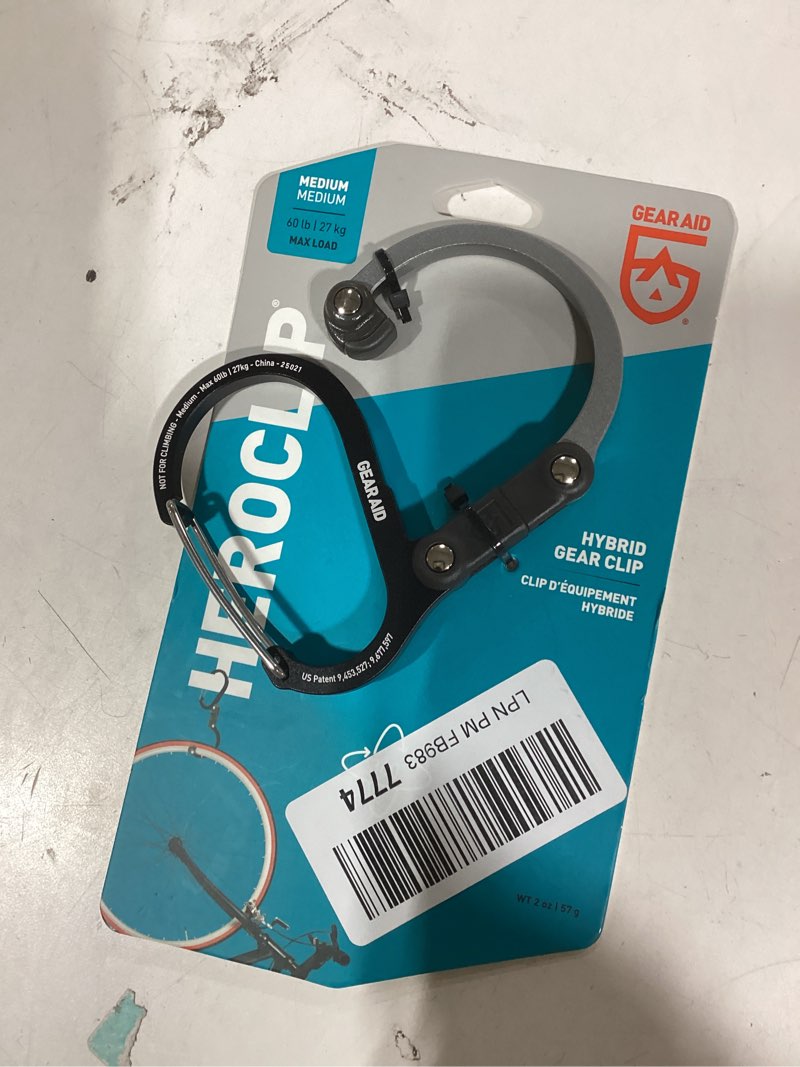 MEDIUM
MEDIUM
60 lb | 27 kg
MAX LOAD
GEAR AID
®
HEROCLIP®
NOT FOR CLIMBING - Medium - Max 60lb | 27kg - China - 25021
GEAR AID
US Patent 9,453,527; 9,677,597
HYBRID
GEAR CLIP
CLIP D'ÉQUIPEMENT
HYBRIDE
LPN PM FB983 7774
WT 2 oz | 57 g